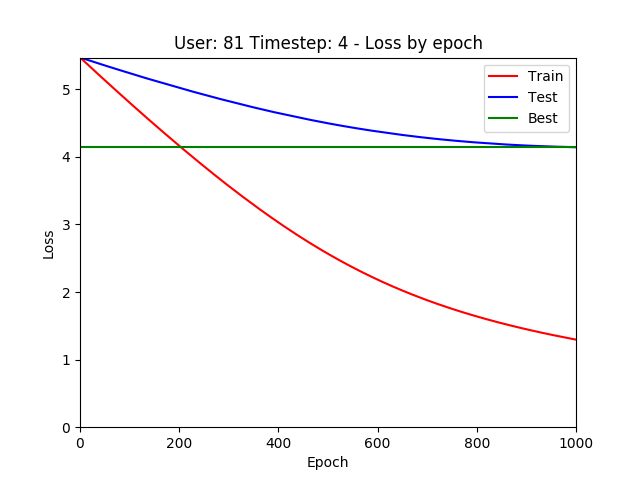 User: 81 Timestep: 4 - Loss by epoch
Train
Test
Best
5
4
3
2
1
0
Loss
0 200 400 600 800 1000
Epoch